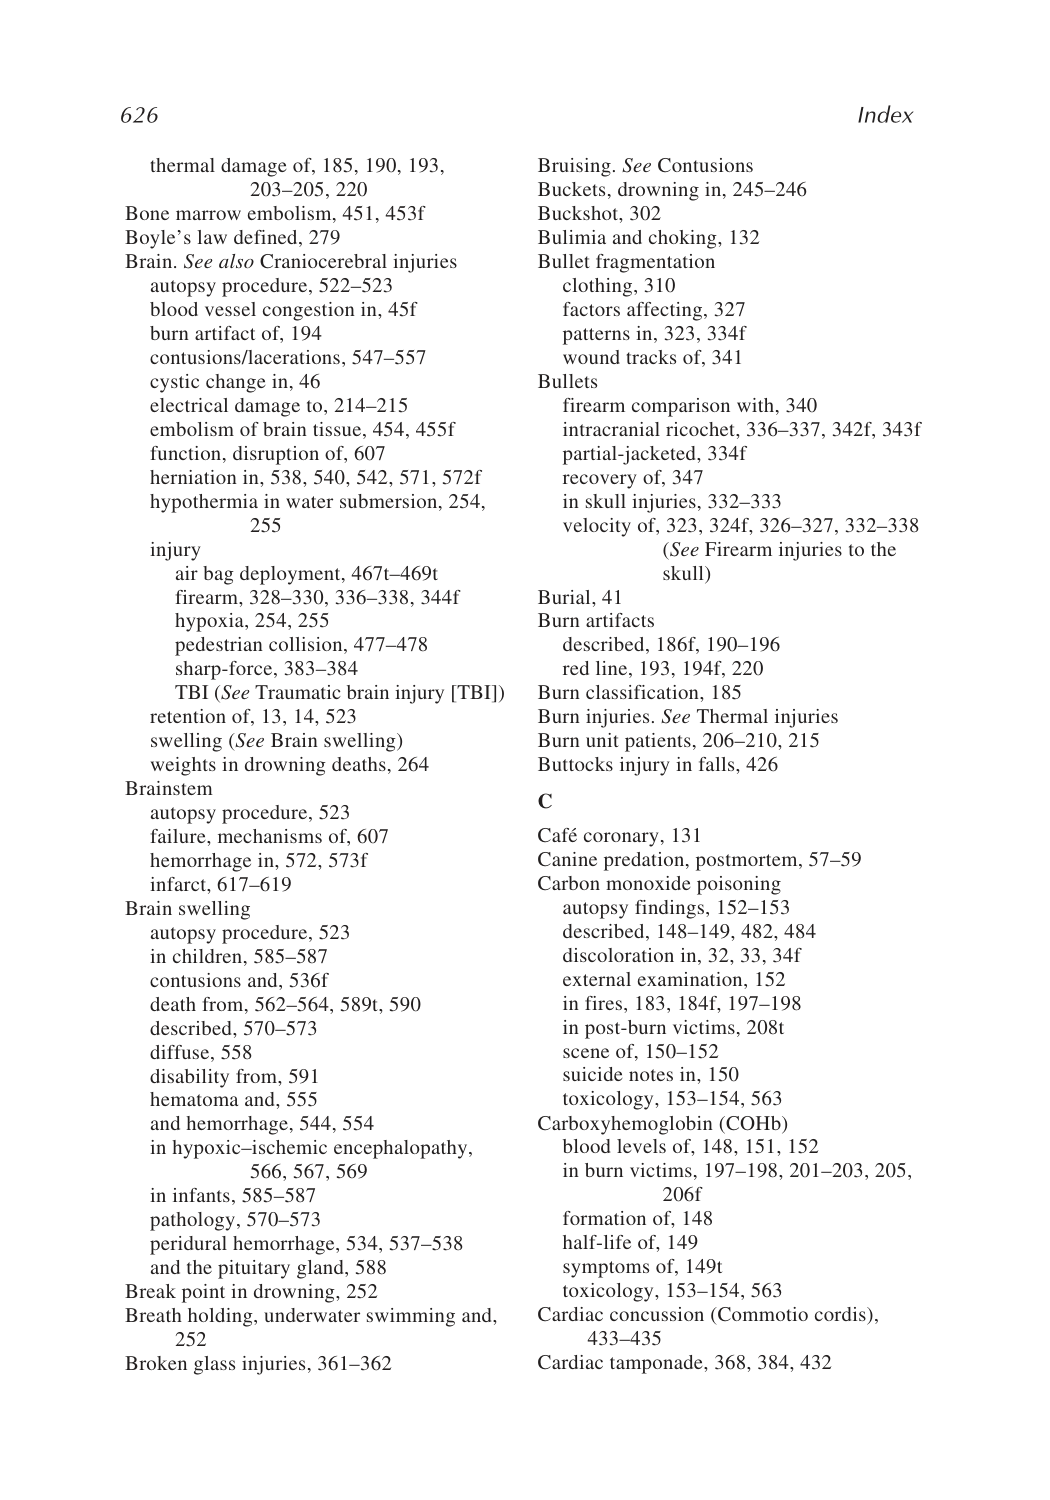 626
Index
thermal damage of, 185, 190, 193,
203–205, 220
Bone marrow embolism, 451, 453f
Boyle's law defined, 279
Brain. See also Craniocerebral injuries
autopsy procedure, 522–523
blood vessel congestion in, 45f
burn artifact of, 194
contusions/lacerations, 547–557
cystic change in, 46
electrical damage to, 214–215
embolism of brain tissue, 454, 455f
function, disruption of, 607
herniation in, 538, 540, 542, 571, 572f
hypothermia in water submersion, 254,
255
injury
air bag deployment, 467t–469t
firearm, 328–330, 336–338, 344f
hypoxia, 254, 255
pedestrian collision, 477–478
sharp-force, 383–384
TBI (See Traumatic brain injury [TBI])
retention of, 13, 14, 523
swelling (See Brain swelling)
weights in drowning deaths, 264
Brainstem
autopsy procedure, 523
failure, mechanisms of, 607
hemorrhage in, 572, 573f
infarct, 617–619
Brain swelling
autopsy procedure, 523
in children, 585–587
contusions and, 536f
death from, 562–564, 589t, 590
described, 570–573
diffuse, 558
disability from, 591
hematoma and, 555
and hemorrhage, 544, 554
in hypoxic–ischemic encephalopathy,
566, 567, 569
in infants, 585–587
pathology, 570–573
peridural hemorrhage, 534, 537–538
and the pituitary gland, 588
Break point in drowning, 252
Breath holding, underwater swimming and,
252
Broken glass injuries, 361–362
Bruising. See Contusions
Buckets, drowning in, 245–246
Buckshot, 302
Bulimia and choking, 132
Bullet fragmentation
clothing, 310
factors affecting, 327
patterns in, 323, 334f
wound tracks of, 341
Bullets
firearm comparison with, 340
intracranial ricochet, 336–337, 342f, 343f
partial-jacketed, 334f
recovery of, 347
in skull injuries, 332–333
velocity of, 323, 324f, 326–327, 332–338
(See Firearm injuries to the
skull)
Burial, 41
Burn artifacts
described, 186f, 190–196
red line, 193, 194f, 220
Burn classification, 185
Burn injuries. See Thermal injuries
Burn unit patients, 206–210, 215
Buttocks injury in falls, 426
C
Café coronary, 131
Canine predation, postmortem, 57–59
Carbon monoxide poisoning
autopsy findings, 152–153
described, 148–149, 482, 484
discoloration in, 32, 33, 34f
external examination, 152
in fires, 183, 184f, 197–198
in post-burn victims, 208t
scene of, 150–152
suicide notes in, 150
toxicology, 153–154, 563
Carboxyhemoglobin (COHb)
blood levels of, 148, 151, 152
in burn victims, 197–198, 201–203, 205,
206f
formation of, 148
half-life of, 149
symptoms of, 149t
toxicology, 153–154, 563
Cardiac concussion (Commotio cordis),
433–435
Cardiac tamponade, 368, 384, 432